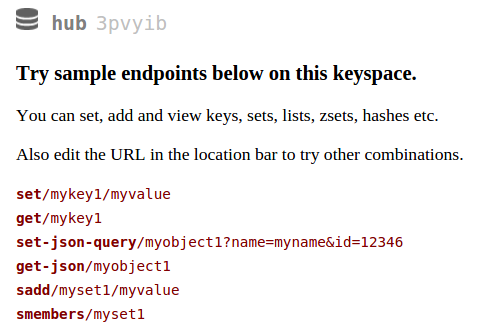 hub 3pvyib
Try sample endpoints below on this keyspace.
You can set, add and view keys, sets, lists, zsets, hashes etc.
Also edit the URL in the location bar to try other combinations.
set/mykey1/myvalue
get/mykey1
set-json-query/myobject1?name=myname&id=12346
get-json/myobject1
sadd/myset1/myvalue
smembers/myset1